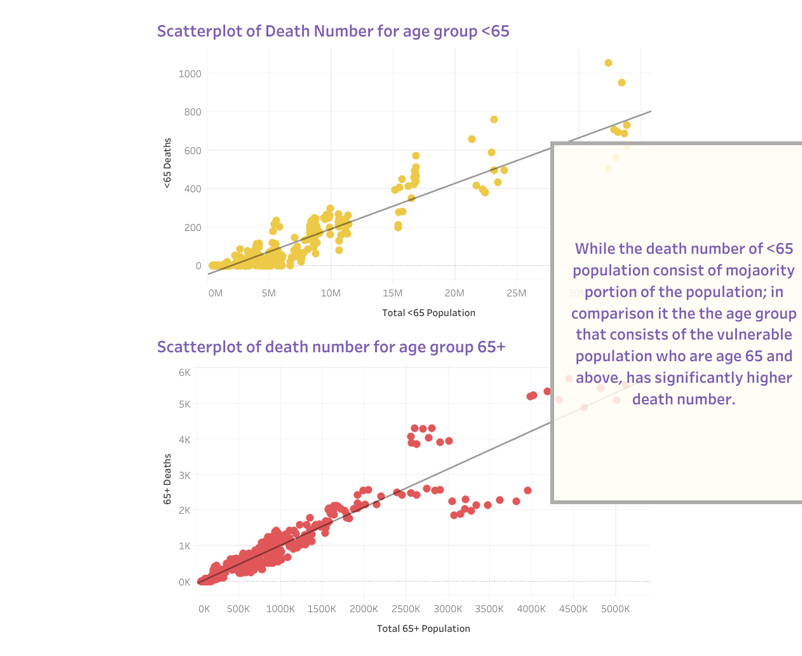 Scatterplot of Death Number for age group <65
1000
800
600
400
200
0
<65 Deaths
0M
5M
10M
15M
20M
25M
Total <65 Population
Scatterplot of death number for age group 65+
6K
5K
4K
3K
2K
1K
0K
65+ Deaths
0K
500K
1000K
1500K
2000K
2500K
3000K
3500K
4000K
4500K
5000K
Total 65+ Population
While the death number of <65
population consist of mojaority
portion of the population; in
comparison it the the age group
that consists of the vulnerable
population who are age 65 and
above, has significantly higher
death number.